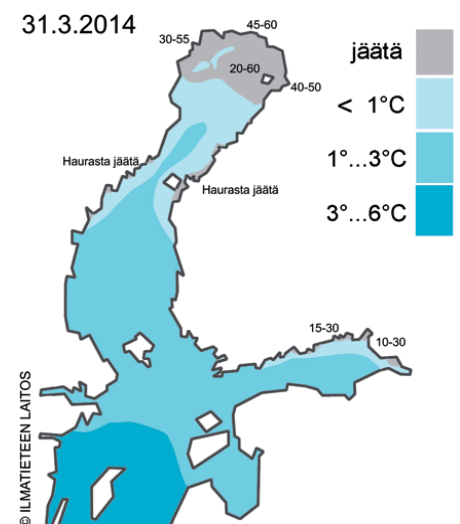 31.3.2014
45-60
30-55
20-60
40-50
jäätä
< 1°C
1°...3°C
3°...6°C
Haurasta jäätä
Haurasta jäätä
15-30
10-30
© ILMATIETEEN LAITOS